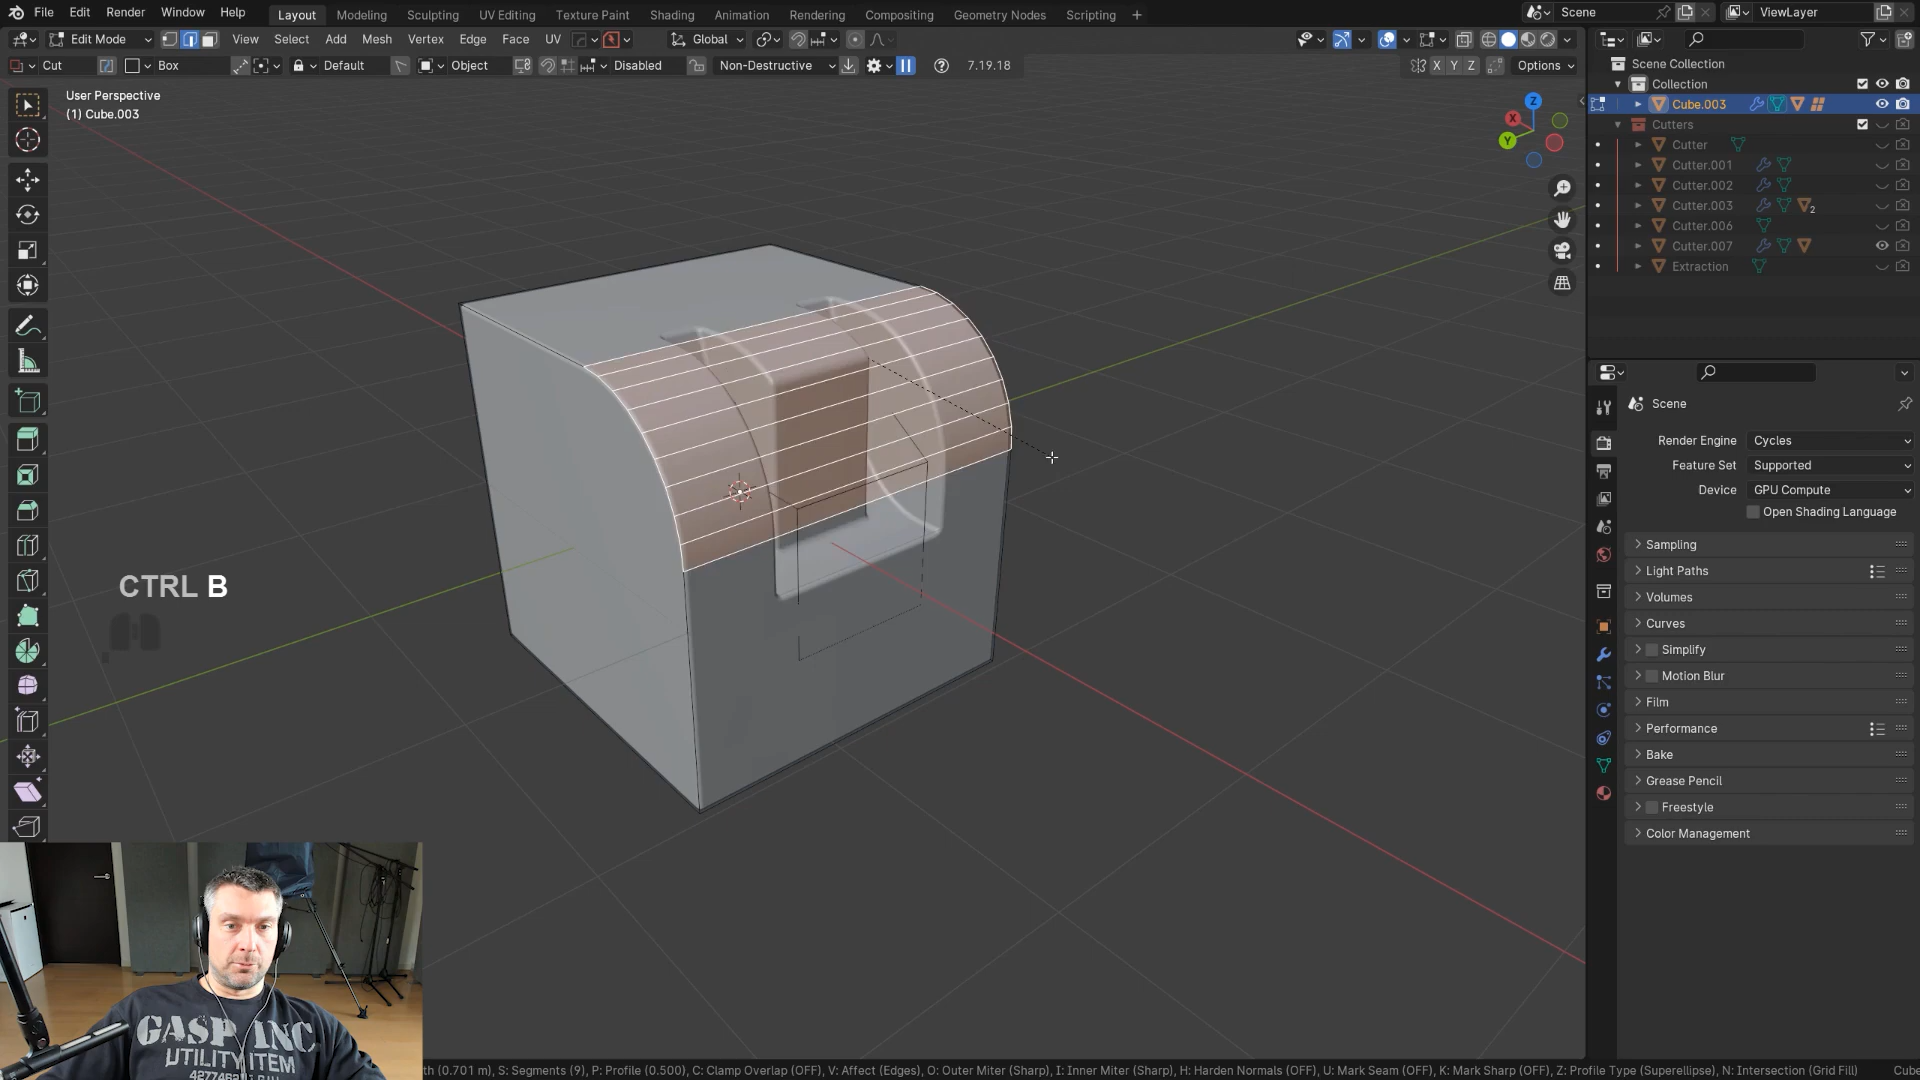 File Edit Render Window Help Layout Modeling Sculpting UV Editing Texture Paint Shading Animation Rendering Compositing Geometry Nodes Scripting + Scene ViewLayer
Edit Mode View Select Add Mesh Vertex Edge Face UV Global
Cut Box Default Object Disabled Non-Destructive 7.19.18 X Y Z Options
User Perspective
(1) Cube.003
Z
X
Y
CTRL B
Scene Collection
Collection
Cube.003
Cutters
Cutter
Cutter.001
Cutter.002
Cutter.003 2
Cutter.006
Cutter.007
Extraction
Scene
Render Engine Cycles
Feature Set Supported
Device GPU Compute
Open Shading Language
Sampling
Light Paths
Volumes
Curves
Simplify
Motion Blur
Film
Performance
Bake
Grease Pencil
Freestyle
Color Management
GASP INC.
UTILITY ITEM
th (0.701 m), S: Segments (9), P: Profile (0.500), C: Clamp Overlap (OFF), V: Affect (Edges), O: Outer Miter (Sharp), I: Inner Miter (Sharp), H: Harden Normals (OFF), U: Mark Seam (OFF), K: Mark Sharp (OFF), Z: Profile Type (Superellipse), N: Intersection (Grid Fill) Cube